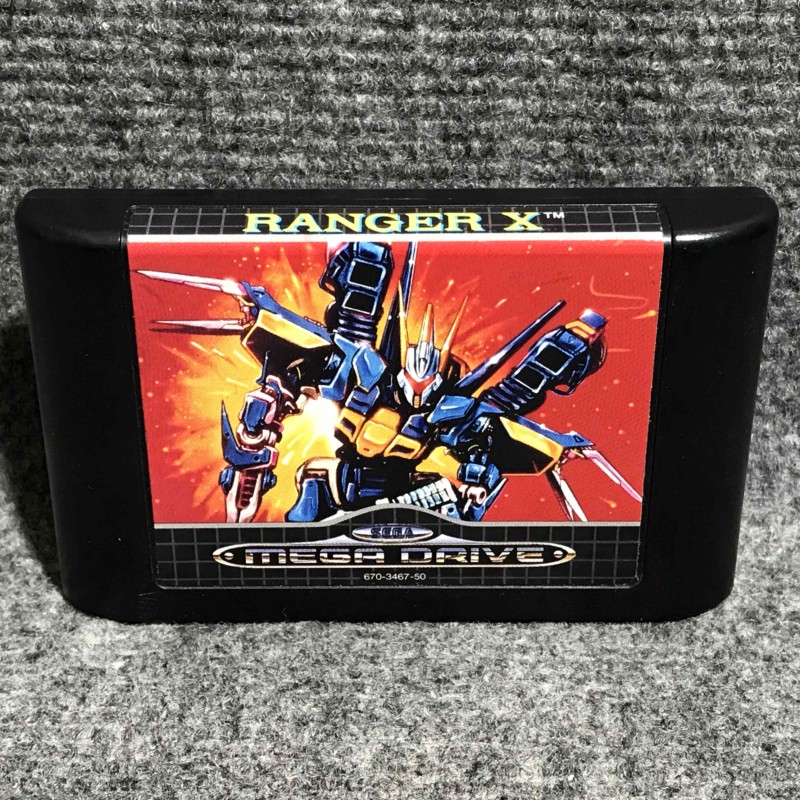 RANGER X™
SEGA
MEGA DRIVE
670-3467-50